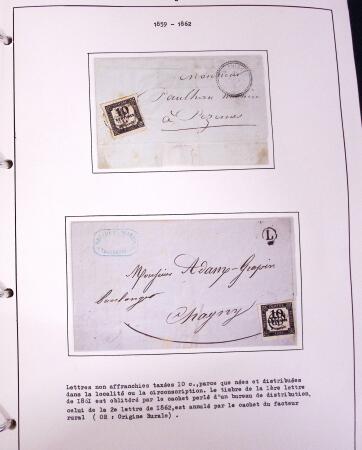 1859 - 1862
Monsieur
Paulhan
à Pézenas
10
L
Monsieur Adam-Grapin
boulanger
Chagny
10
Lettres non affranchies taxées 10 c., parce que nées et distribuées
dans la localité ou la circonscription. Le timbre de la 1ère lettre
de 1861 est oblitéré par le cachet perlé d'un bureau de distribution,
celui de la 2e lettre de 1862, est annulé par le cachet du facteur
rural ( OR : Origine Rurale) .